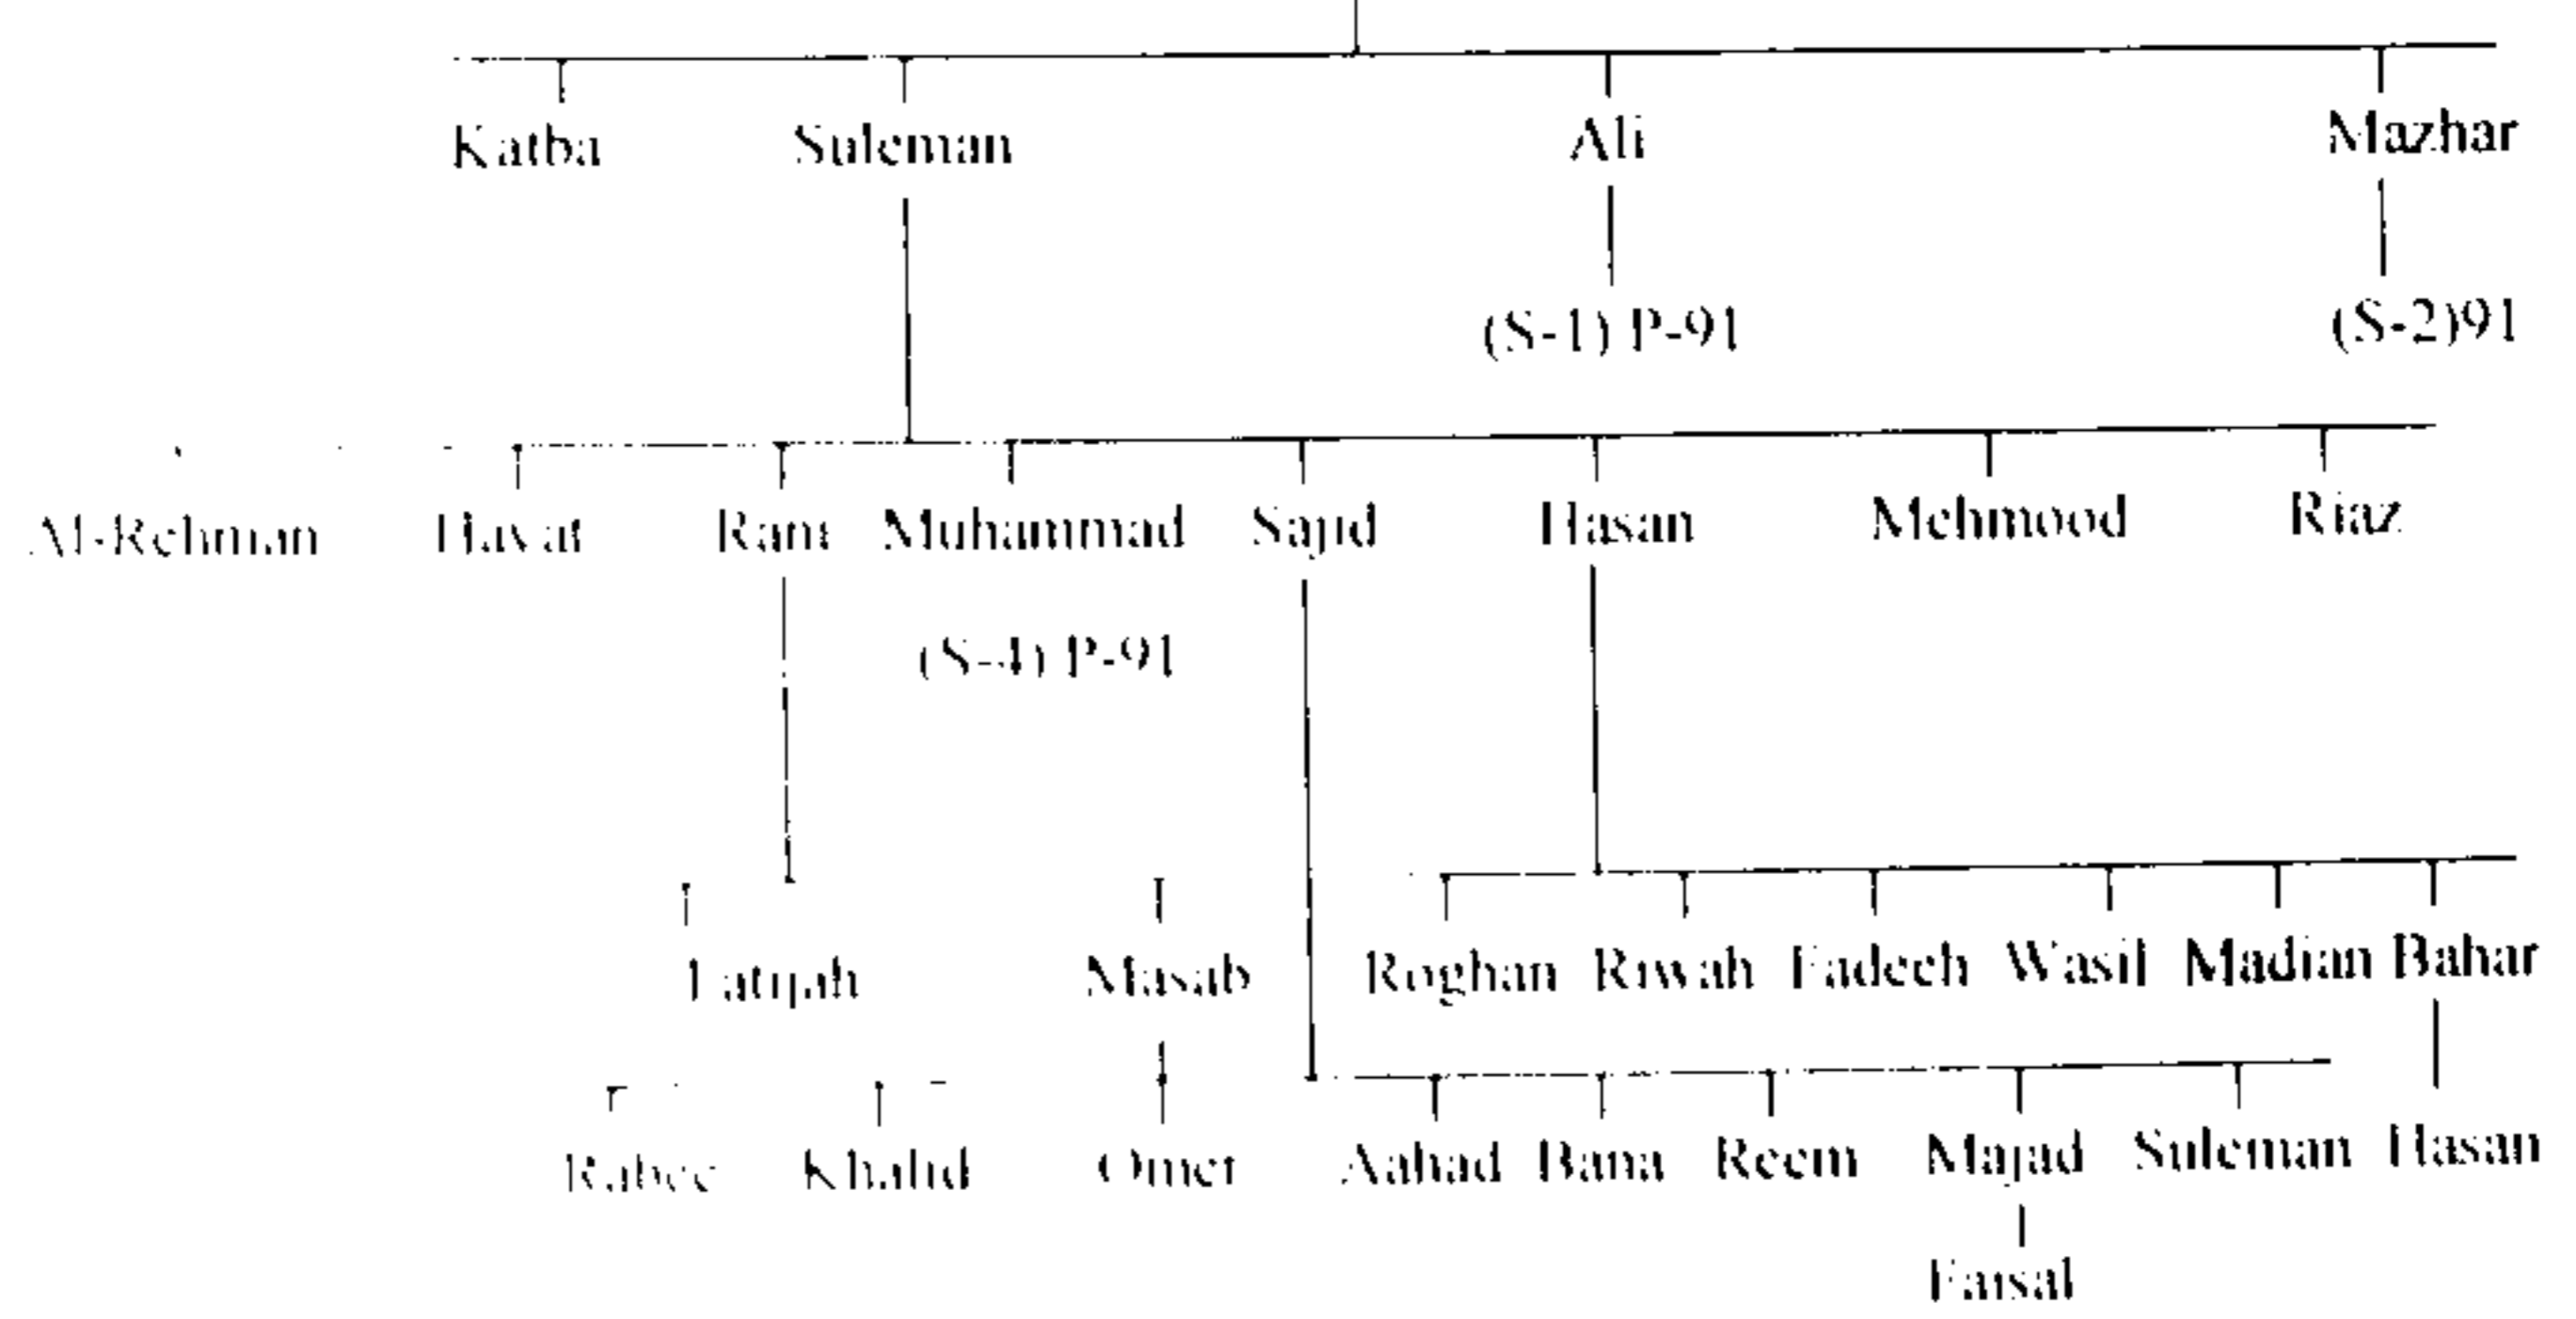 Katba Suleman Ali Mazhar
(S-1) P-91 (S-2)91
Al-Rehman Hayat Rani Muhammad Sajid Hasan Mehmood Riaz
(S-4) P-91
Masab Roghan Riwah Fadeeh Wasil Madian Bahar
Rabee Khalid Omer Aahad Bana Reem Majad Suleman Hasan
Faisal